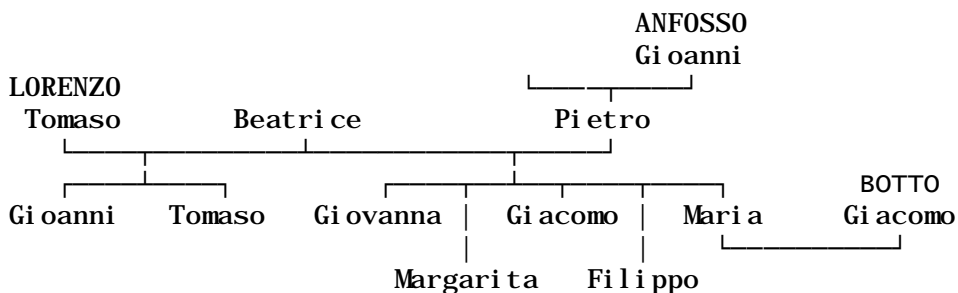 ANFOSSO
Gioanni
LORENZO
Tomaso Beatrice Pietro
BOTTO
Gioanni Tomaso Giovanna Giacomo Maria Giacomo
Margarita Filippo